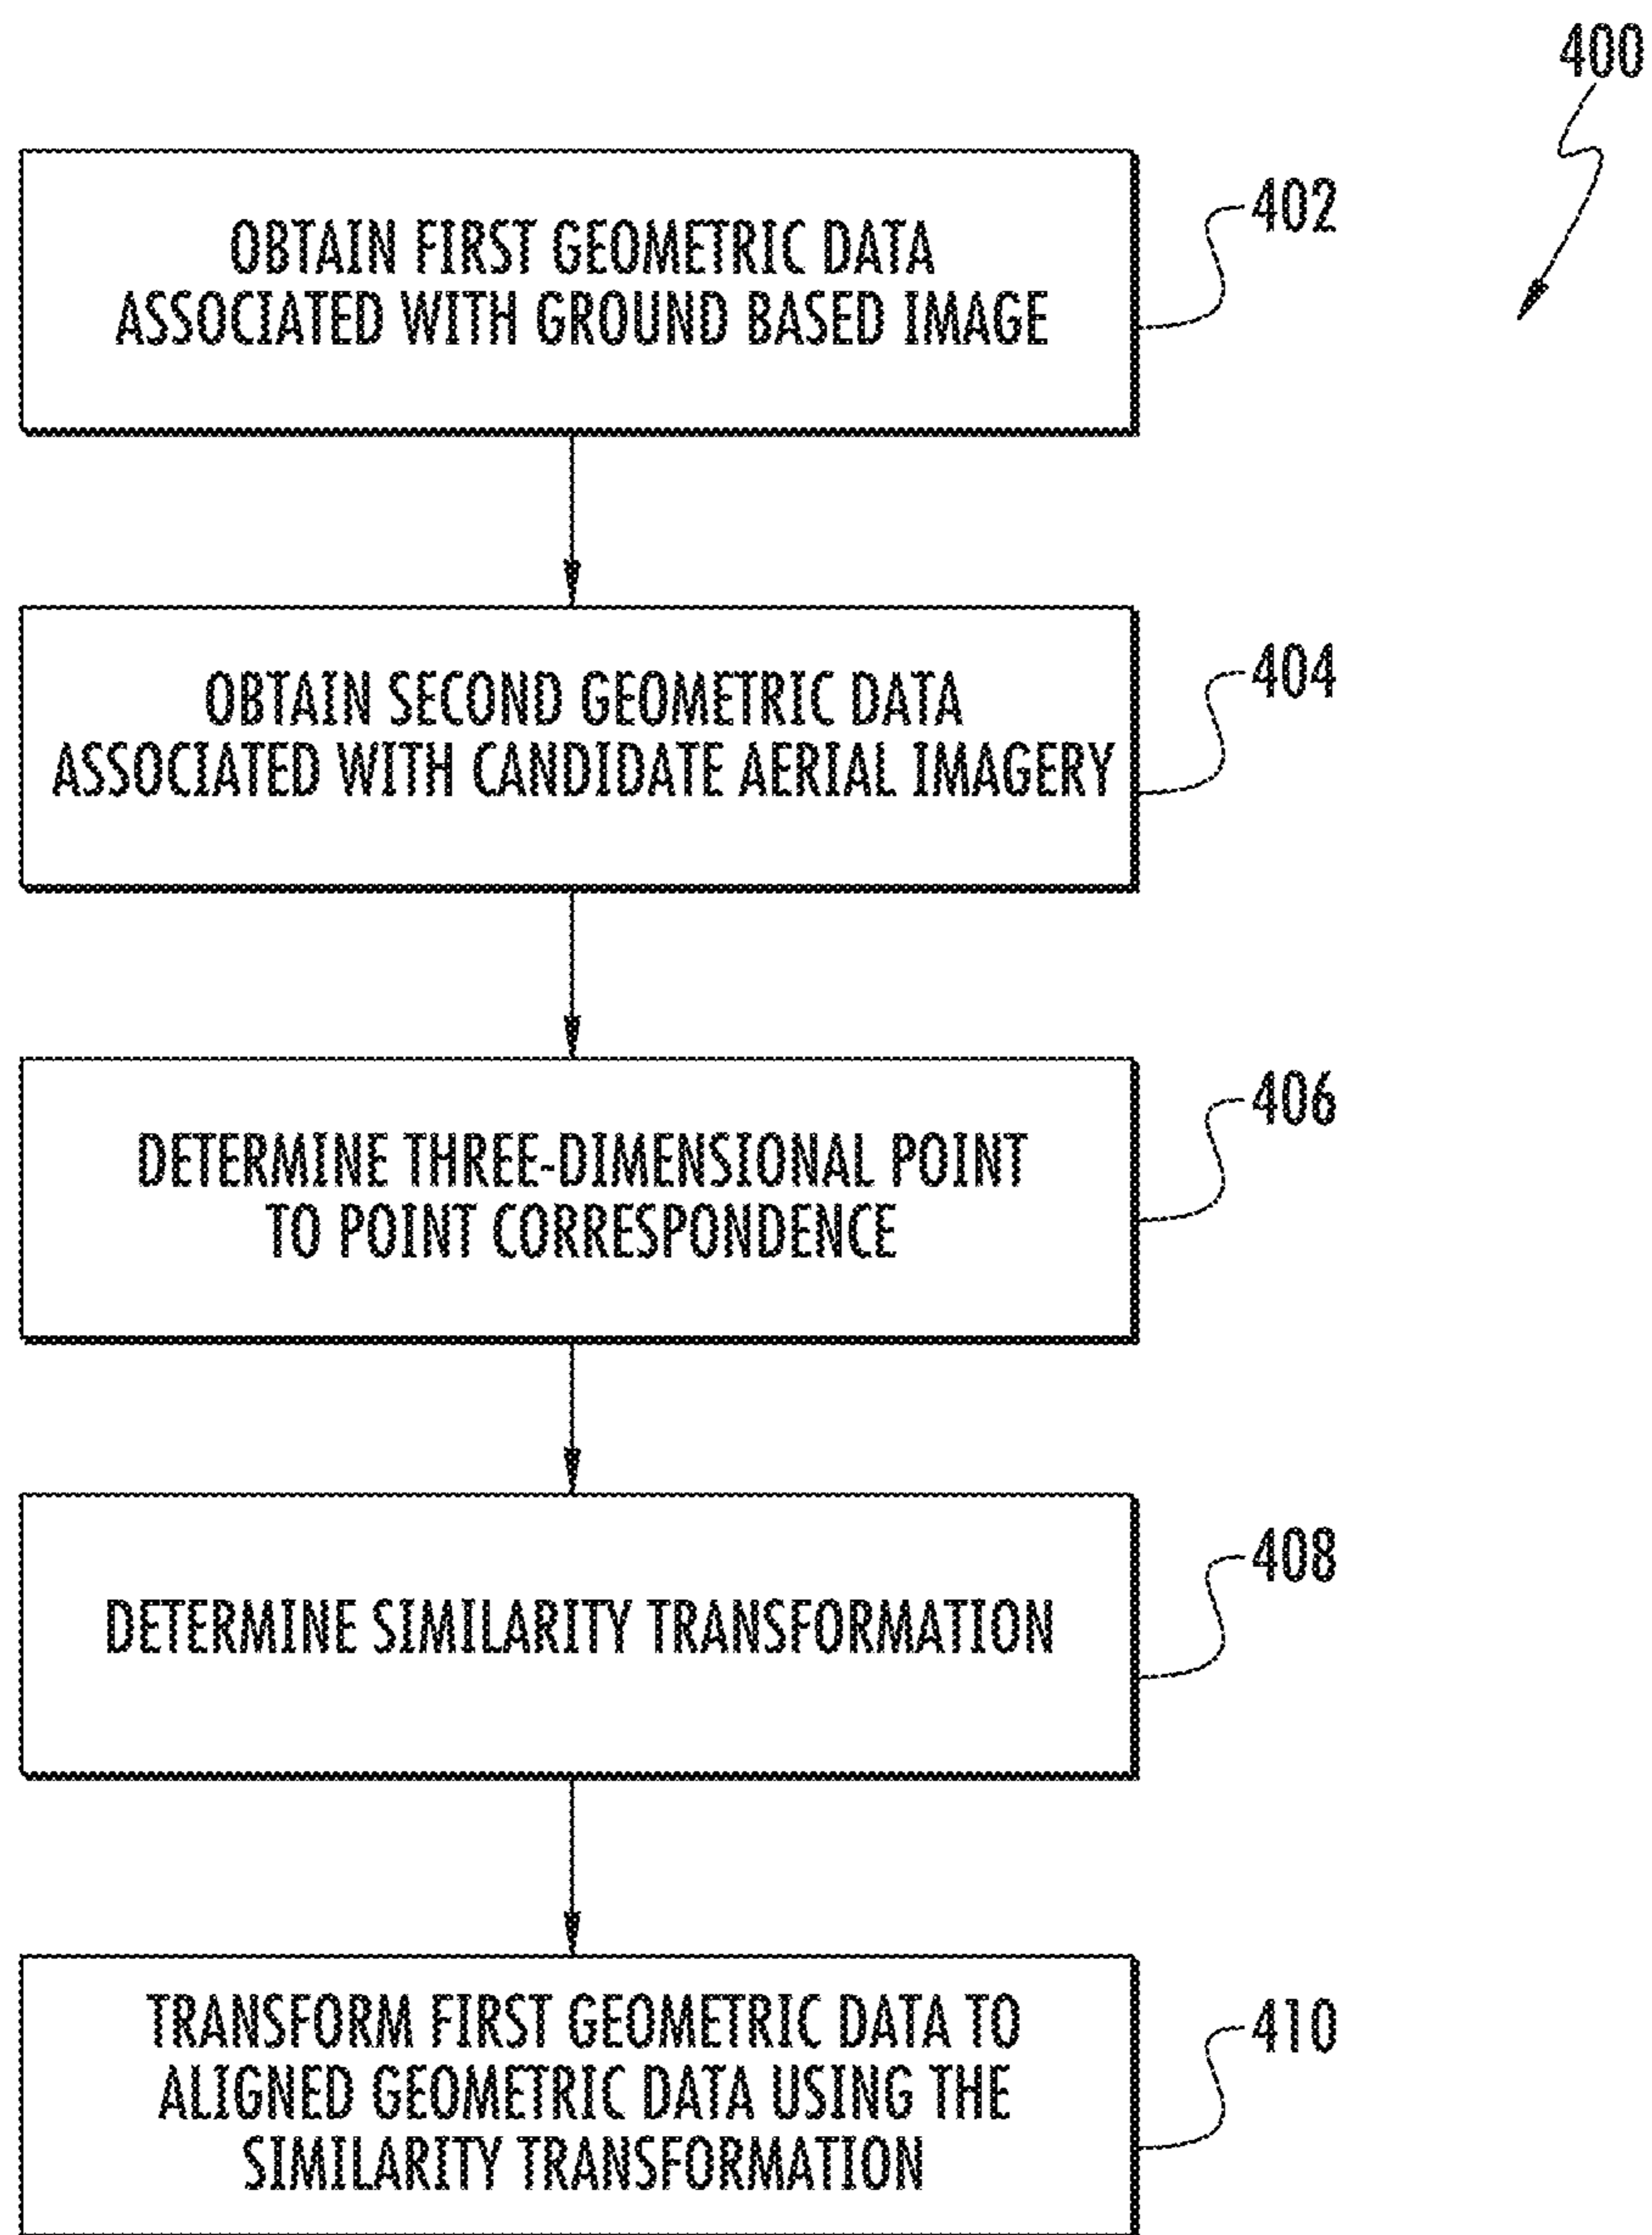 400
OBTAIN FIRST GEOMETRIC DATA
ASSOCIATED WITH GROUND BASED IMAGE
402
OBTAIN SECOND GEOMETRIC DATA
ASSOCIATED WITH CANDIDATE AERIAL IMAGERY
404
DETERMINE THREE-DIMENSIONAL POINT
TO POINT CORRESPONDENCE
406
DETERMINE SIMILARITY TRANSFORMATION
408
TRANSFORM FIRST GEOMETRIC DATA TO
ALIGNED GEOMETRIC DATA USING THE
SIMILARITY TRANSFORMATION
410